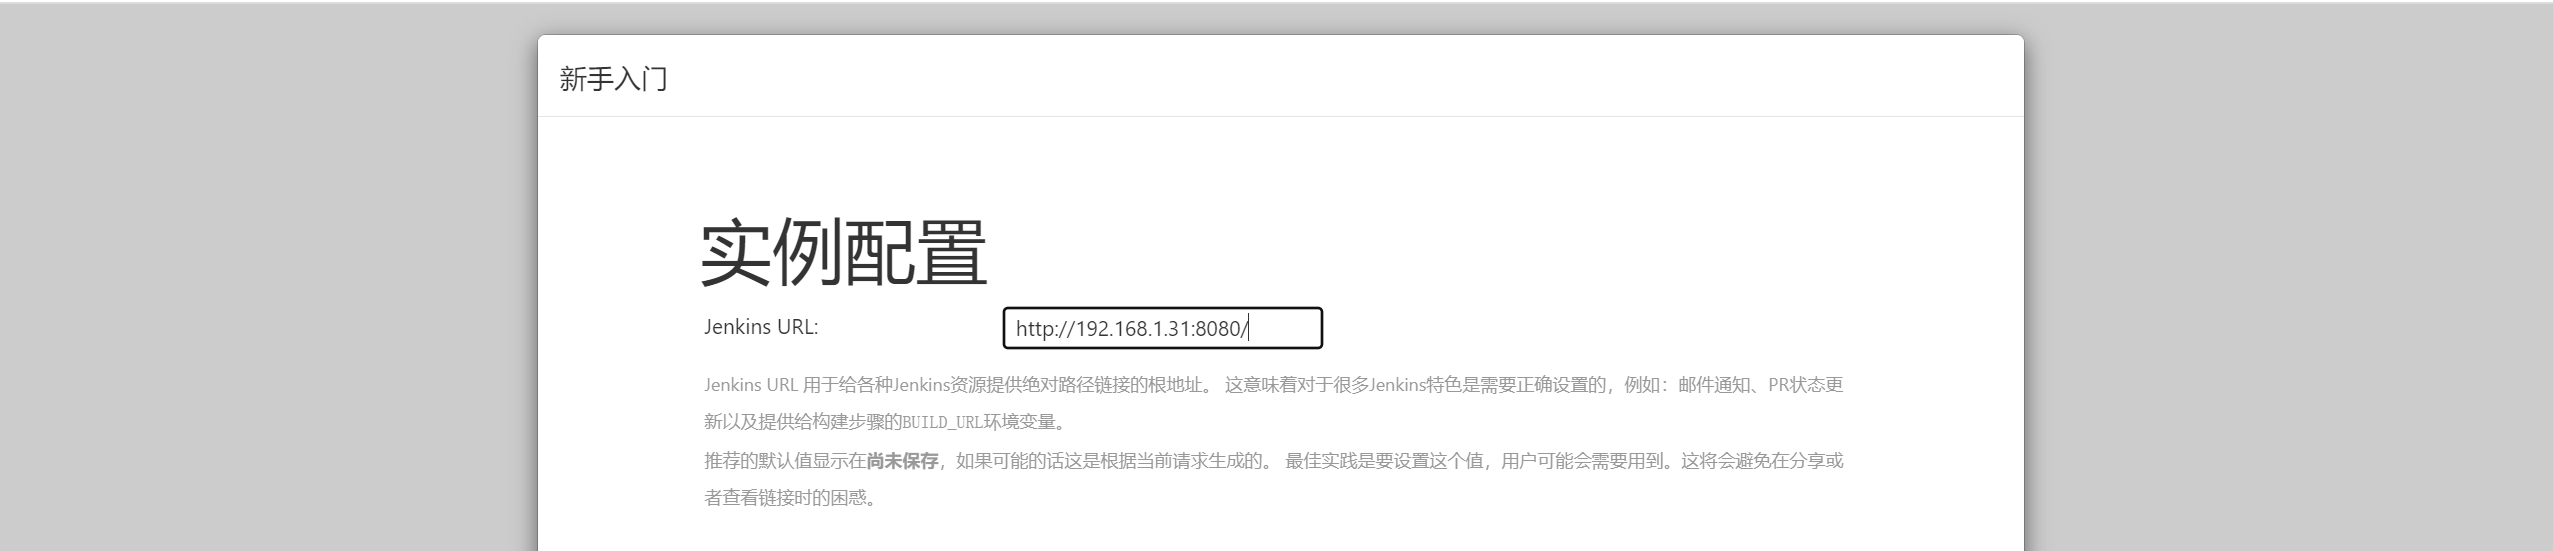 新手入门
实例配置
Jenkins URL:
http://192.168.1.31:8080/
Jenkins URL 用于给各种Jenkins资源提供绝对路径链接的根地址。 这意味着对于很多Jenkins特色是需要正确设置的，例如：邮件通知、PR状态更
新以及提供给构建步骤的BUILD_URL环境变量。
推荐的默认值显示在尚未保存，如果可能的话这是根据当前请求生成的。 最佳实践是要设置这个值，用户可能会需要用到。这将会避免在分享或
者查看链接时的困惑。